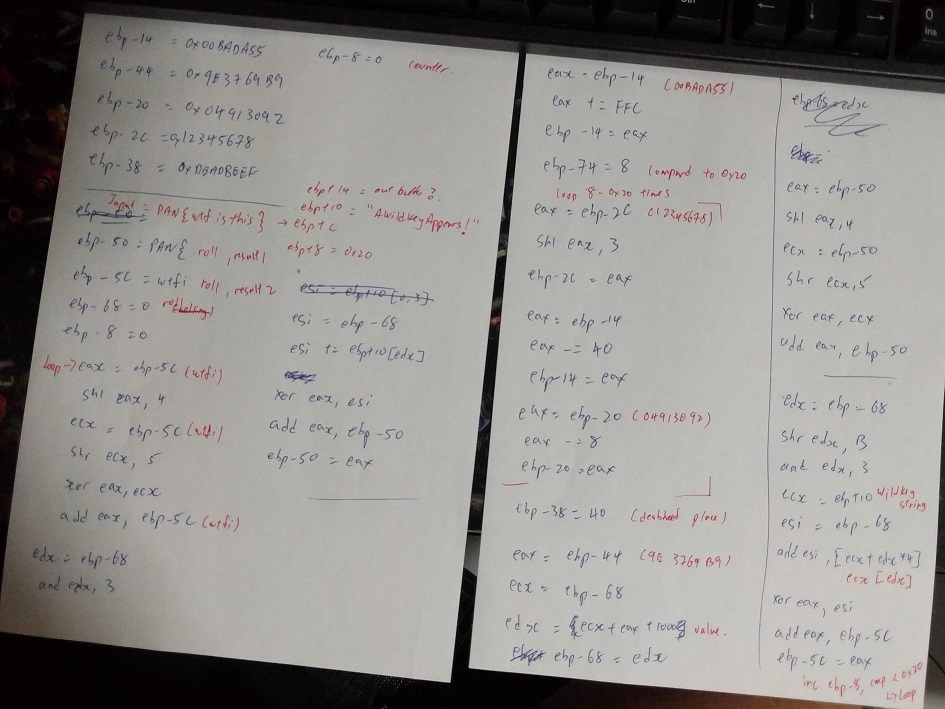 ebp-14 = 0x00BADA55
ebp-44 = 0x9E3769B9
ebp-20 = 0x04913092
ebp-2C = 0x12345678
ebp-38 = 0xDEADBEEF
Input = PAN{wtf is this} → ebp+C
ebp-50 = PAN{ roll, result 1
ebp-5C = wtfi roll, result 2
ebp-68 = 0
ebp-8 = 0
loop → eax = ebp-5C (wtfi)
shl eax, 4
ecx = ebp-5C (wtfi)
shr ecx, 5
xor eax, ecx
add eax, ebp-5C (wtfi)
edx = ebp-68
and edx, 3
ebp-8 = 0 counter.
ebp+14 = our buff?
ebp+10 = "AWildKeyAppears!"
ebp+8 = 0x20
esi = ebp+10[0,3]
esi = ebp-68
esi += ebp+10[edx]
xor eax, esi
add eax, ebp-50
ebp-50 = eax
eax = ebp-14 (00BADA55)
eax += FFC
ebp-14 = eax
ebp-74 = 8 compared to 0x20
loop 8-0x20 times
eax = ebp-2C (12345678)
shl eax, 3
ebp-2C = eax
eax = ebp-14
eax -= 40
ebp-14 = eax
eax = ebp-20 (04913092)
eax -= 8
ebp-20 = eax
ebp-38 = 40 (deadbeef place)
eax = ebp-44 (9E3769B9)
ecx = ebp-68
edx = [ecx+eax+1000] value.
ebp-68 = edx
eax = ebp-50
shl eax, 4
ecx = ebp-50
shr ecx, 5
xor eax, ecx
add eax, ebp-50
edx = ebp-68
shr edx, B
and edx, 3
ecx = ebp+10 wildkey string
esi = ebp-68
add esi, [ecx+edx*4]
ecx[edx]
xor eax, esi
add eax, ebp-5C
ebp-5C = eax
inc ebp-8, cmp < 0x20
↳ loop